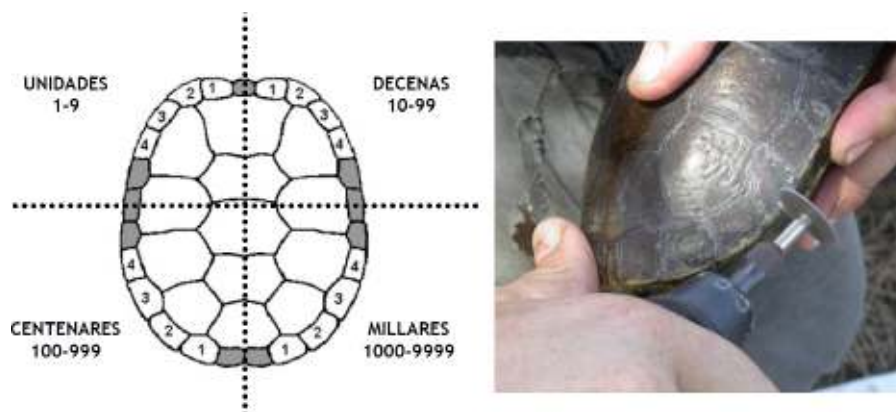 UNIDADES
1-9
DECENAS
10-99
2 1 1 2
3 3
4 4
4 4
3 3
2 2
1 1
CENTENARES
100-999
MILLARES
1000-9999